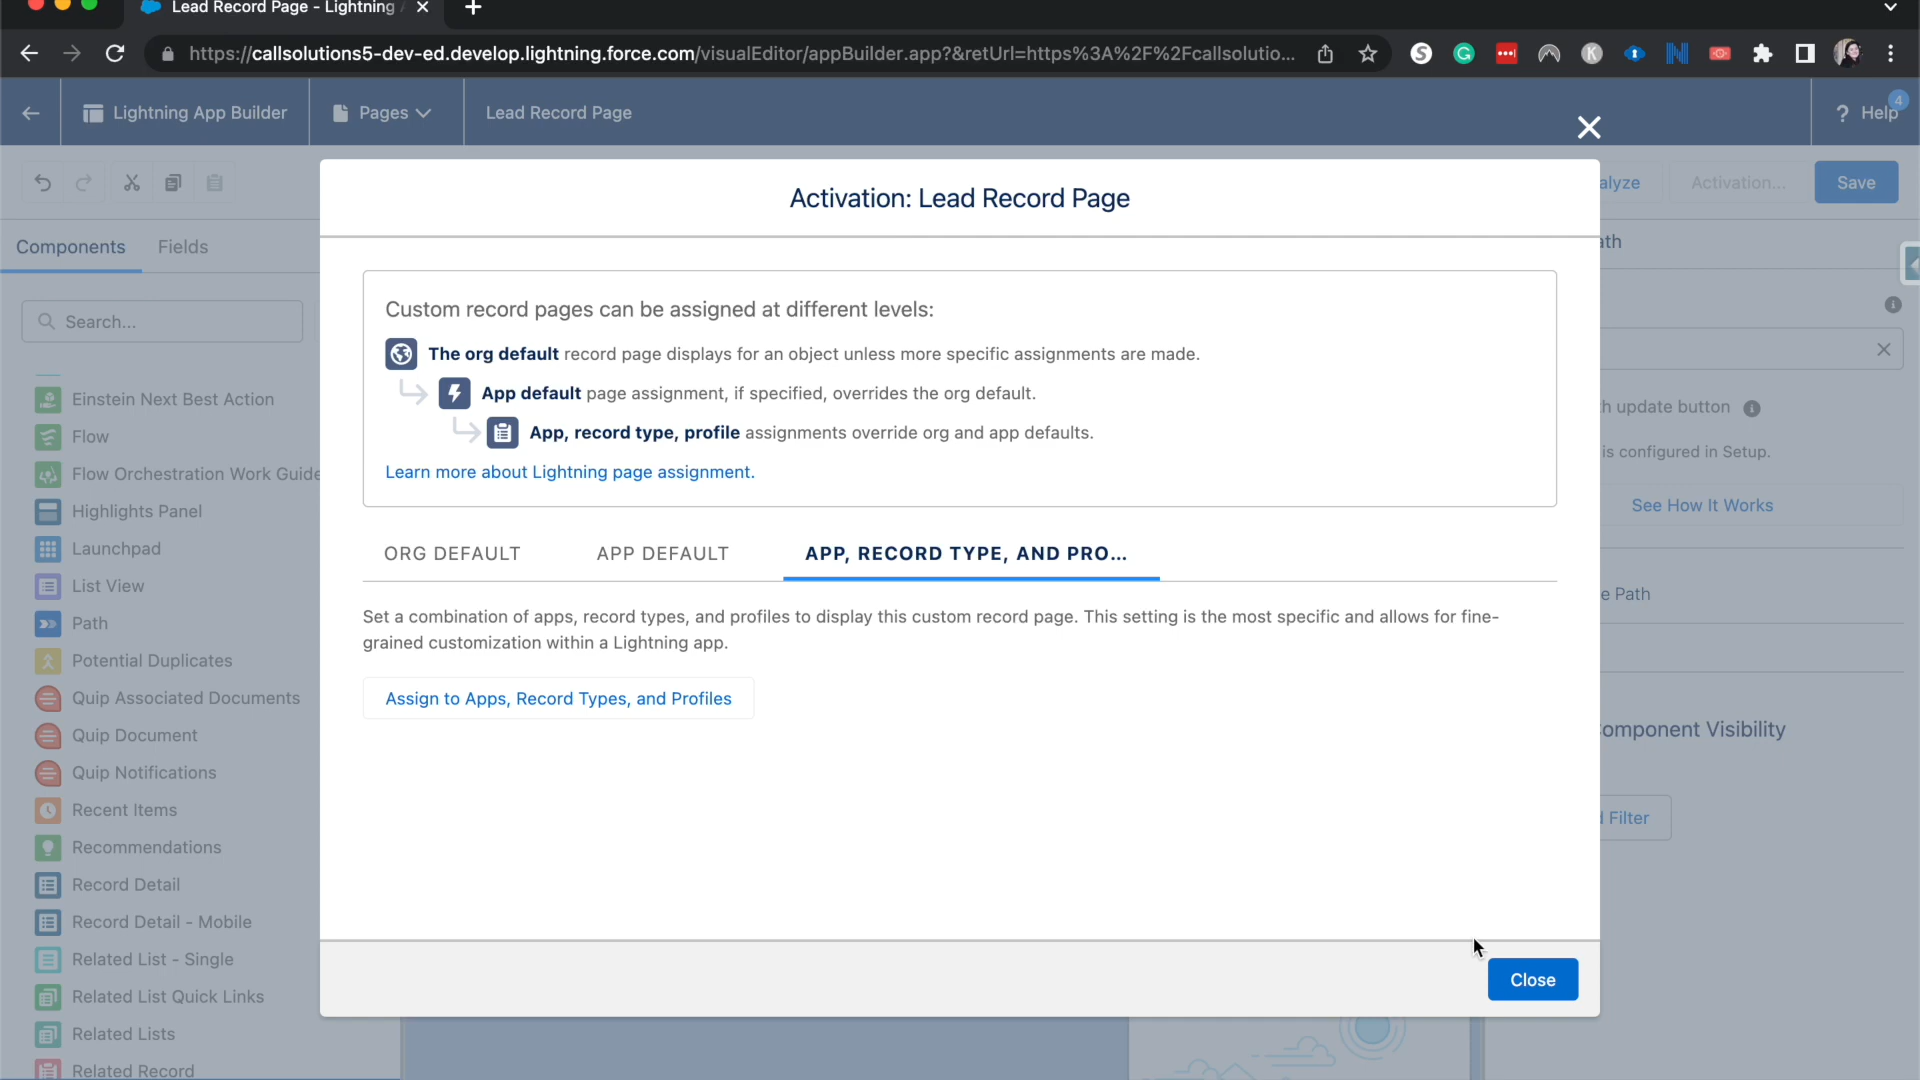 Lead Record Page - Lightning
https://callsolutions5-dev-ed.develop.lightning.force.com/visualEditor/appBuilder.app?&retUrl=https%3A%2F%2Fcallsolutio...
Lightning App Builder
Pages
Lead Record Page
? Help
4
alyze
Activation...
Save
Activation: Lead Record Page
Components
Fields
ath
Search...
Custom record pages can be assigned at different levels:
The org default record page displays for an object unless more specific assignments are made.
App default page assignment, if specified, overrides the org default.
App, record type, profile assignments override org and app defaults.
Learn more about Lightning page assignment.
h update button
is configured in Setup.
See How It Works
ORG DEFAULT
APP DEFAULT
APP, RECORD TYPE, AND PRO...
Set a combination of apps, record types, and profiles to display this custom record page. This setting is the most specific and allows for fine-
grained customization within a Lightning app.
Assign to Apps, Record Types, and Profiles
e Path
omponent Visibility
Filter
Einstein Next Best Action
Flow
Flow Orchestration Work Guide
Highlights Panel
Launchpad
List View
Path
Potential Duplicates
Quip Associated Documents
Quip Document
Quip Notifications
Recent Items
Recommendations
Record Detail
Record Detail - Mobile
Related List - Single
Related List Quick Links
Related Lists
Related Record
Close